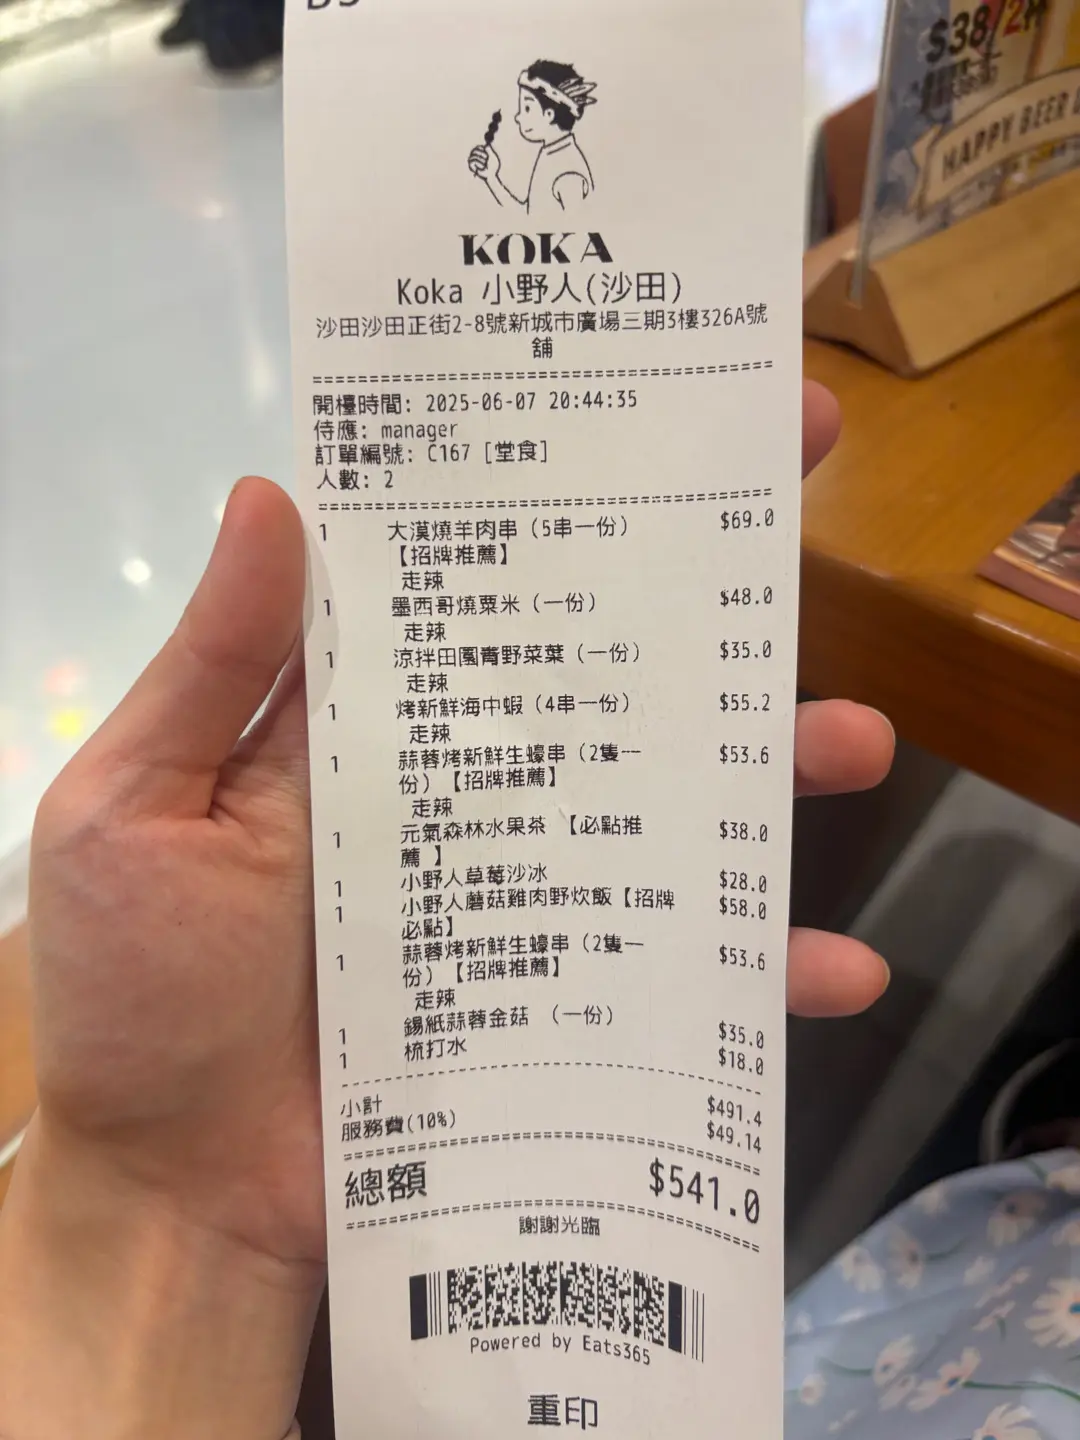 $38/2件
HAPPY BEER
KOKA
Koka 小野人(沙田)
沙田沙田正街2-8號新城市廣場三期3樓326A號
舖
開檯時間: 2025-06-07 20:44:35
侍應: manager
訂單編號: C167 [堂食]
人數: 2
1 大漠燒羊肉串（5串一份） $69.0
【招牌推薦】
走辣
1 墨西哥燒粟米（一份） $48.0
走辣
1 涼拌田園青野菜葉（一份） $35.0
走辣
1 烤新鮮海中蝦（4串一份） $55.2
走辣
1 蒜蓉烤新鮮生蠔串（2隻一 $53.6
份）【招牌推薦】
走辣
1 元氣森林水果茶 【必點推 $38.0
薦 】
1 小野人草莓沙冰 $28.0
1 小野人蘑菇雞肉野炊飯【招牌 $58.0
必點】
1 蒜蓉烤新鮮生蠔串（2隻一 $53.6
份）【招牌推薦】
走辣
1 錫紙蒜蓉金菇 （一份） $35.0
1 梳打水 $18.0
小計 $491.4
服務費(10%) $49.14
總額 $541.0
謝謝光臨
Powered by Eats365
重印